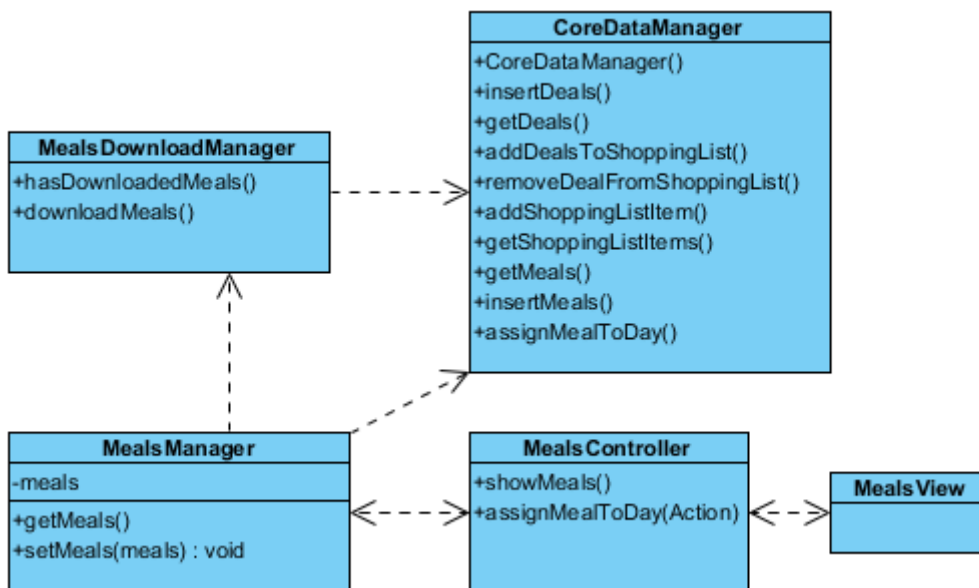 CoreDataManager
+CoreDataManager()
+insertDeals()
+getDeals()
+addDealsToShoppingList()
+removeDealFromShoppingList()
+addShoppingListItem()
+getShoppingListItems()
+getMeals()
+insertMeals()
+assignMealToDay()
MealsDownloadManager
+hasDownloadedMeals()
+downloadMeals()
MealsManager
-meals
+getMeals()
+setMeals(meals) : void
MealsController
+showMeals()
+assignMealToDay(Action)
MealsView